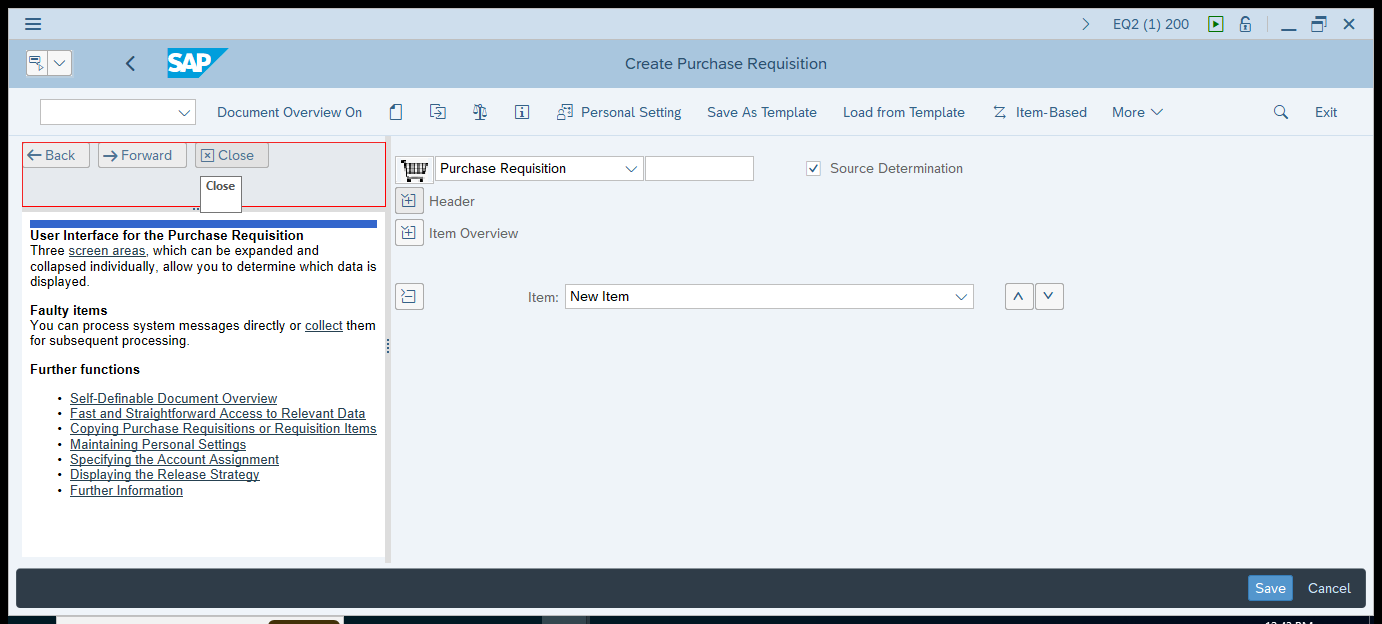 EQ2 (1) 200
SAP
Create Purchase Requisition
Document Overview On
Personal Setting
Save As Template
Load from Template
Item-Based
More
Exit
Back
Forward
Close
Close
Purchase Requisition
Source Determination
Header
Item Overview
Item:
New Item
User Interface for the Purchase Requisition
Three screen areas, which can be expanded and
collapsed individually, allow you to determine which data is
displayed.
Faulty items
You can process system messages directly or collect them
for subsequent processing.
Further functions
• Self-Definable Document Overview
• Fast and Straightforward Access to Relevant Data
• Copying Purchase Requisitions or Requisition Items
• Maintaining Personal Settings
• Specifying the Account Assignment
• Displaying the Release Strategy
• Further Information
Save
Cancel